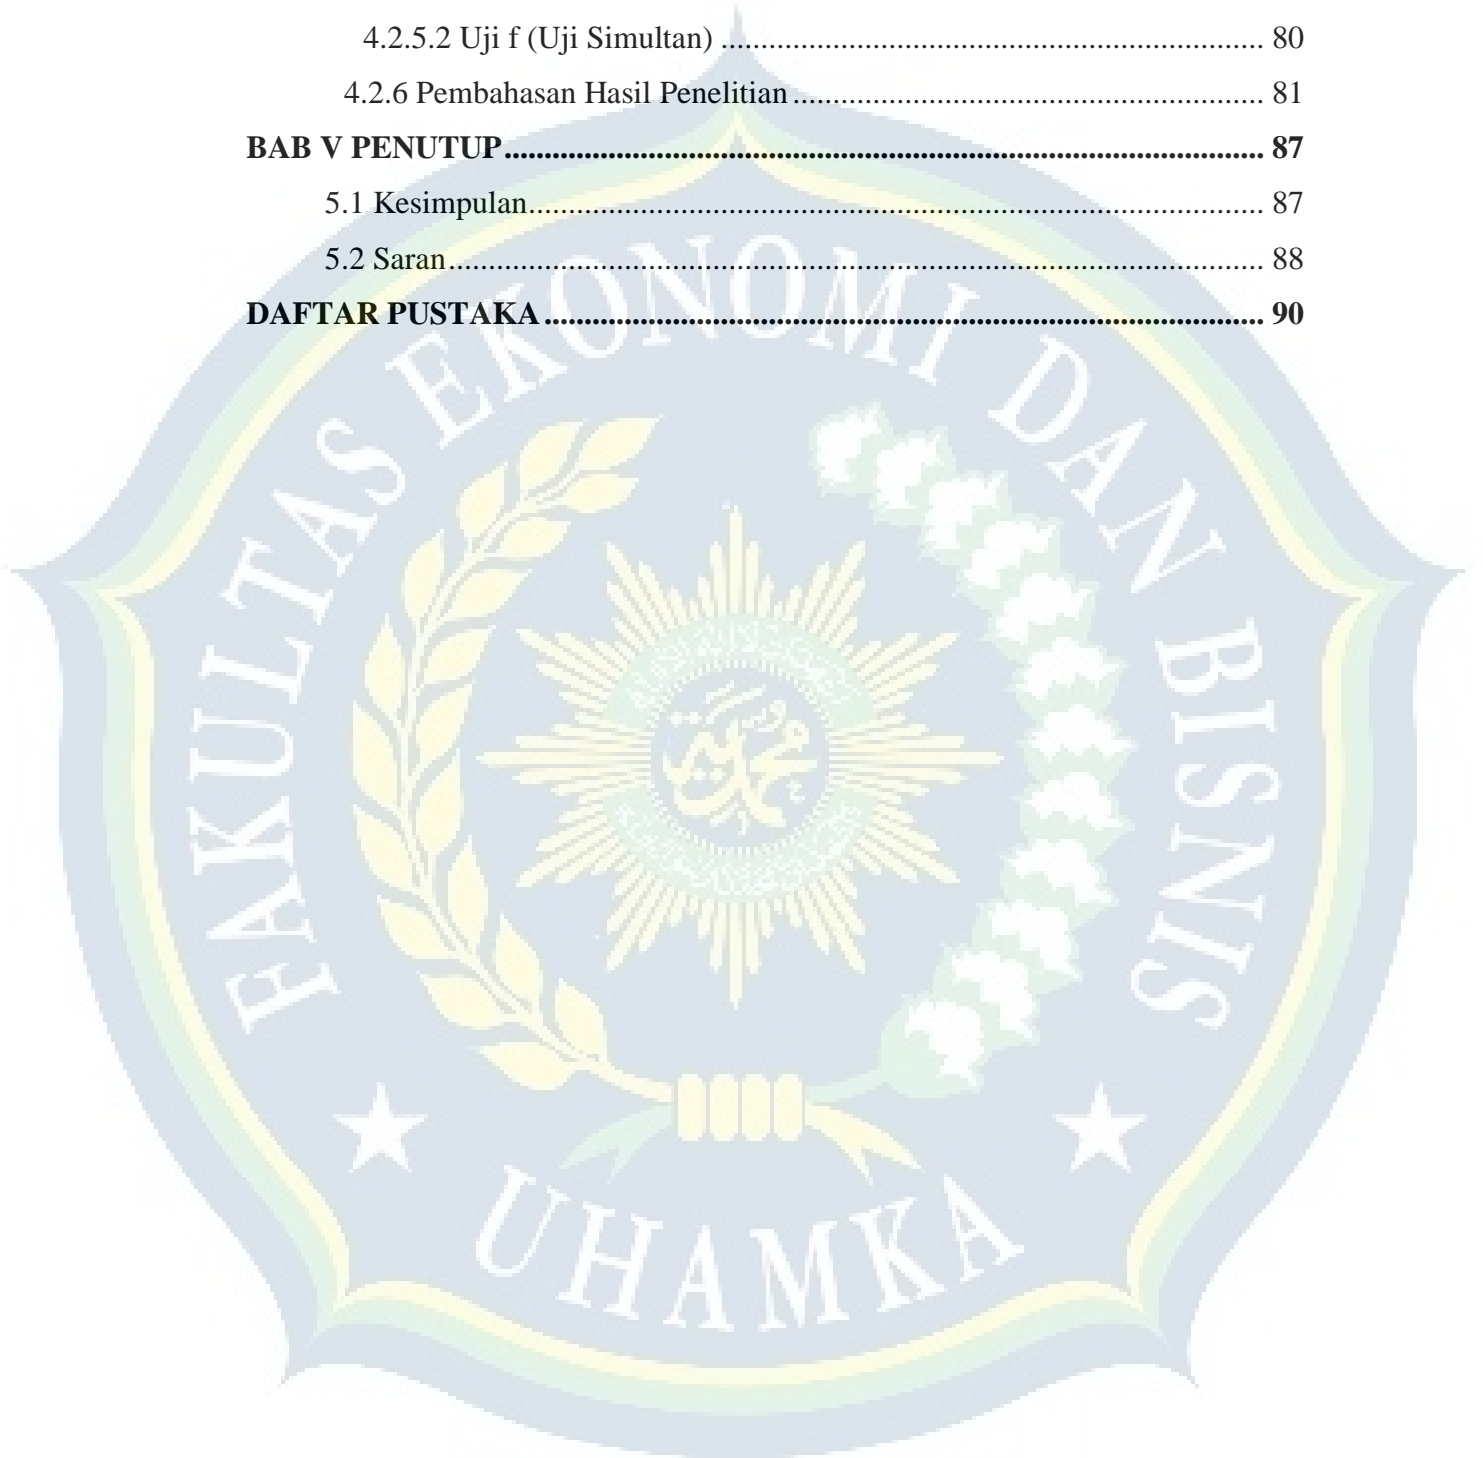 4.2.5.2 Uji f (Uji Simultan) .................................................................... 80
4.2.6 Pembahasan Hasil Penelitian ........................................................... 81
BAB V PENUTUP ............................................................................................... 87
5.1 Kesimpulan ............................................................................................ 87
5.2 Saran ...................................................................................................... 88
DAFTAR PUSTAKA .......................................................................................... 90
FAKULTAS EKONOMI DAN BISNIS
محمدية
UHAMKA